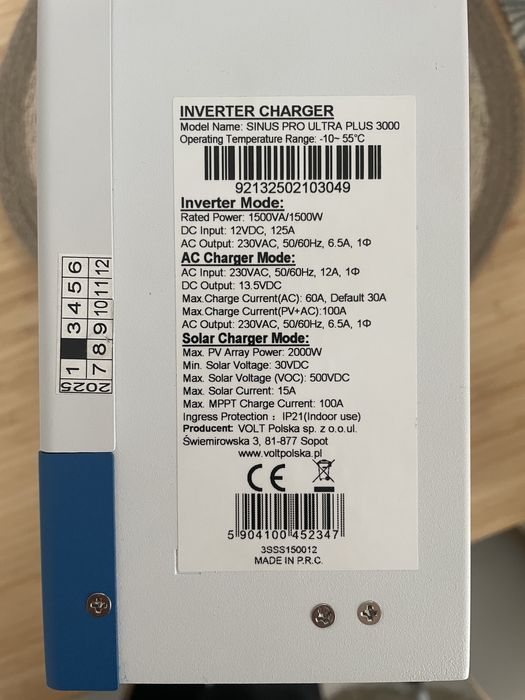 INVERTER CHARGER
Model Name: SINUS PRO ULTRA PLUS 3000
Operating Temperature Range: -10~ 55℃
92132502103049
Inverter Mode:
Rated Power: 1500VA/1500W
DC Input: 12VDC, 125A
AC Output: 230VAC, 50/60Hz, 6.5A, 1Φ
AC Charger Mode:
AC Input: 230VAC, 50/60Hz, 12A, 1Φ
DC Output: 13.5VDC
Max.Charge Current(AC): 60A, Default 30A
Max.Charge Current(PV+AC):100A
AC Output: 230VAC, 50/60Hz, 6.5A, 1Φ
Solar Charger Mode:
Max. PV Array Power: 2000W
Min. Solar Voltage: 30VDC
Max. Solar Voltage (VOC): 500VDC
Max. Solar Current: 15A
Max. MPPT Charge Current: 100A
Ingress Protection : IP21(Indoor use)
Producent: VOLT Polska sp. z o.o.ul.
Świemirowska 3, 81-877 Sopot
www.voltpolska.pl
CE
5 904100 452347
3SSS150012
MADE IN P.R.C.
2025
1 3 4 5 6
7 8 9 10 11 12